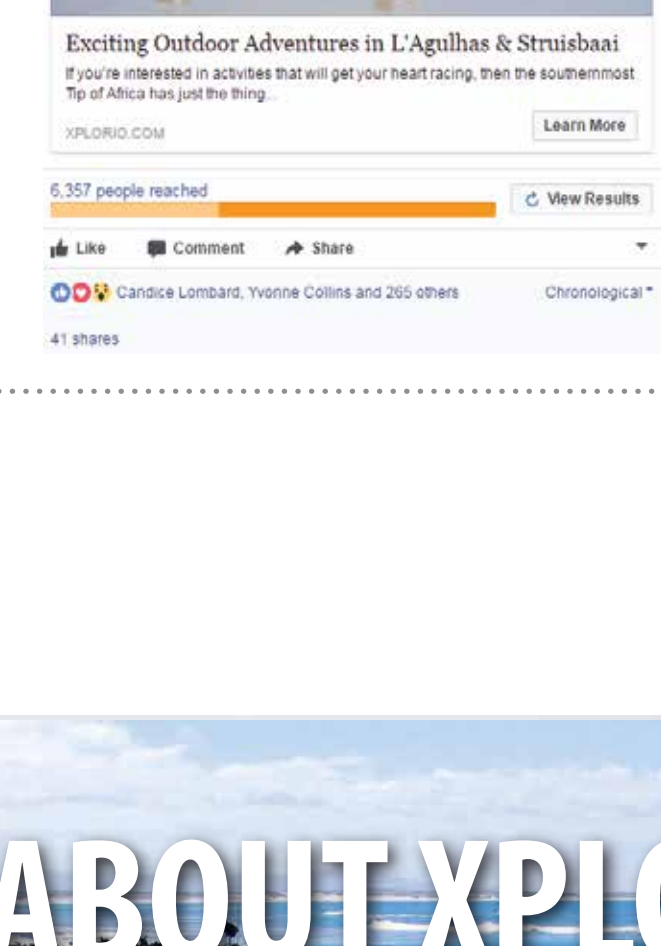 Exciting Outdoor Adventures in L'Agulhas & Struisbaai
If you're interested in activities that will get your heart racing, then the southernmost
Tip of Africa has just the thing...
XPLORIO.COM
Learn More
6,357 people reached
View Results
Like Comment Share
Candice Lombard, Yvonne Collins and 265 others Chronological
41 shares
ABOUT XPLO